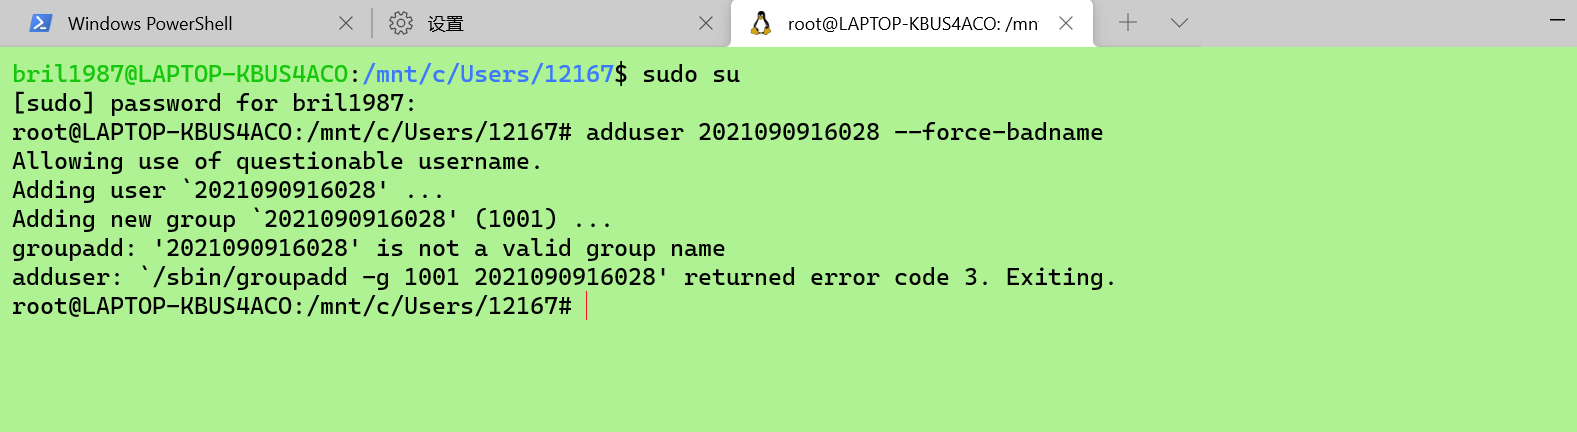 Windows PowerShell
设置
root@LAPTOP-KBUS4ACO: /mn
bril1987@LAPTOP-KBUS4ACO:/mnt/c/Users/12167$ sudo su
[sudo] password for bril1987:
root@LAPTOP-KBUS4ACO:/mnt/c/Users/12167# adduser 2021090916028 --force-badname
Allowing use of questionable username.
Adding user `2021090916028' ...
Adding new group `2021090916028' (1001) ...
groupadd: '2021090916028' is not a valid group name
adduser: `/sbin/groupadd -g 1001 2021090916028' returned error code 3. Exiting.
root@LAPTOP-KBUS4ACO:/mnt/c/Users/12167#